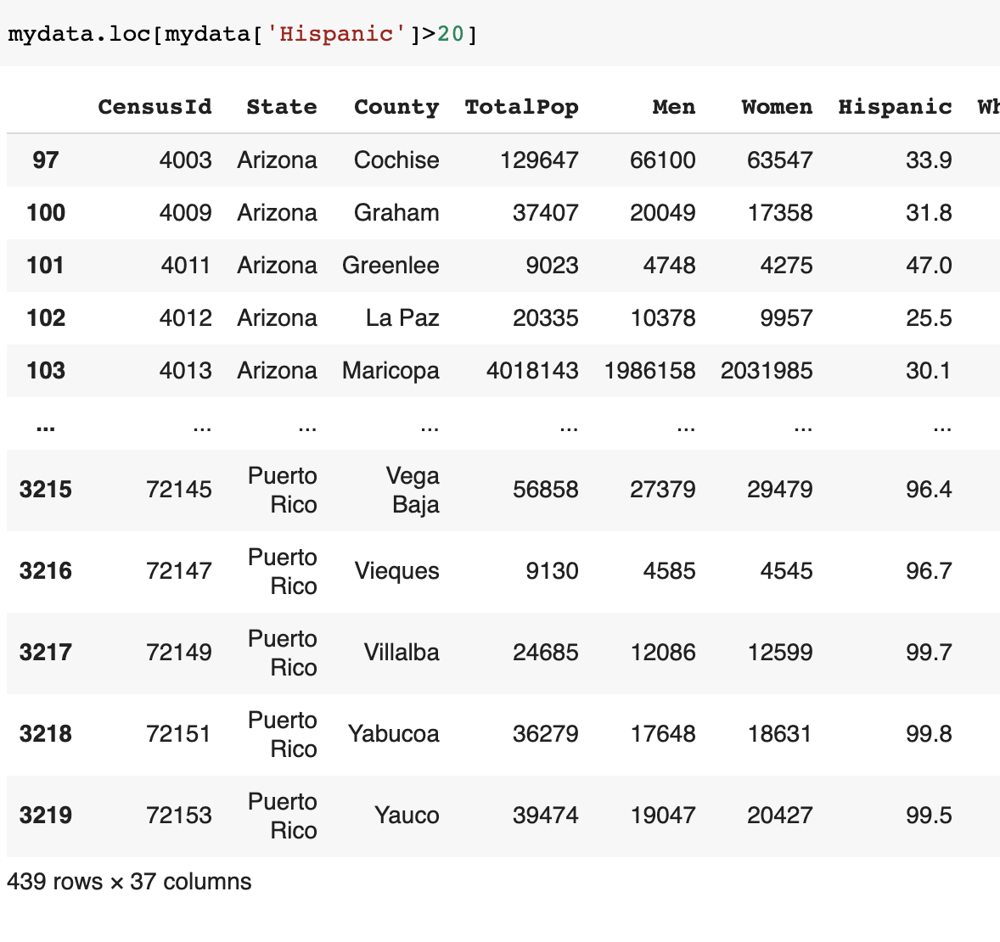 mydata.loc[mydata['Hispanic']>20]
CensusId State County TotalPop Men Women Hispanic Wh
97 4003 Arizona Cochise 129647 66100 63547 33.9
100 4009 Arizona Graham 37407 20049 17358 31.8
101 4011 Arizona Greenlee 9023 4748 4275 47.0
102 4012 Arizona La Paz 20335 10378 9957 25.5
103 4013 Arizona Maricopa 4018143 1986158 2031985 30.1
... ... ... ... ... ... ... ...
3215 72145 Puerto Rico Vega Baja 56858 27379 29479 96.4
3216 72147 Puerto Rico Vieques 9130 4585 4545 96.7
3217 72149 Puerto Rico Villalba 24685 12086 12599 99.7
3218 72151 Puerto Rico Yabucoa 36279 17648 18631 99.8
3219 72153 Puerto Rico Yauco 39474 19047 20427 99.5
439 rows × 37 columns